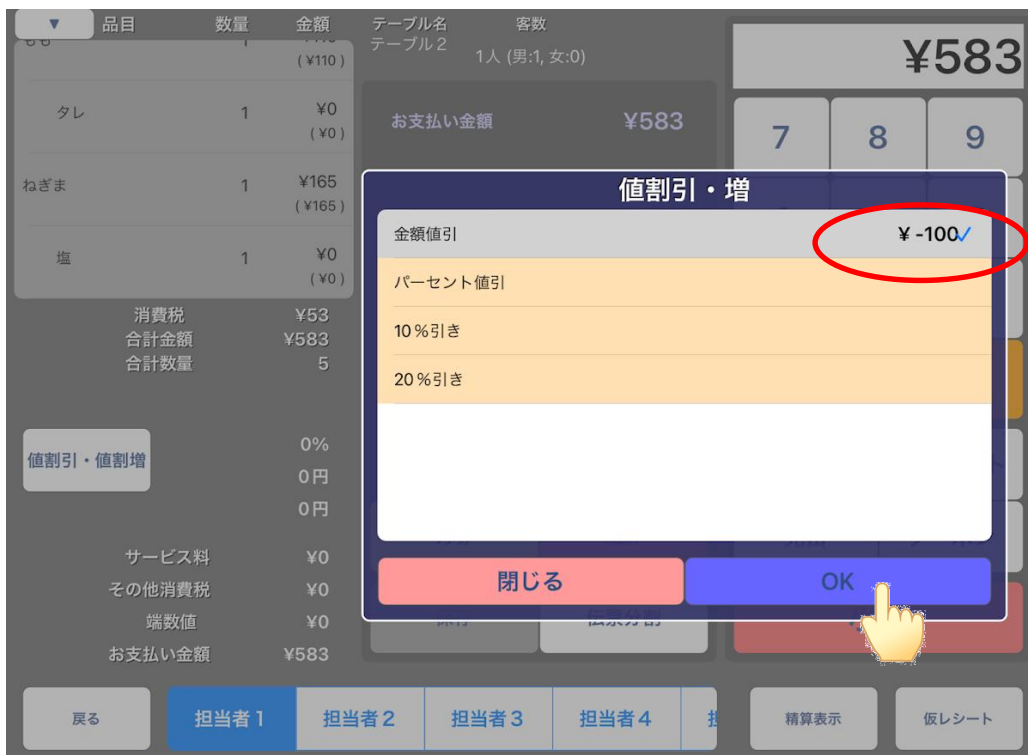 ▼ 品目 数量 金額
もも 1
(¥110)
タレ 1 ¥0
(¥0)
ねぎま 1 ¥165
(¥165)
塩 1 ¥0
(¥0)
消費税 ¥53
合計金額 ¥583
合計数量 5
値割引・値割増
0%
0円
0円
サービス料 ¥0
その他消費税 ¥0
端数値 ¥0
お支払い金額 ¥583
テーブル名 客数
テーブル2
1人 (男:1, 女:0)
お支払い金額 ¥583
¥583
7 8 9
値割引・増
金額値引 ¥ -100✓
パーセント値引
10%引き
20%引き
閉じる OK
伝票分割
戻る 担当者1 担当者2 担当者3 担当者4 精算表示 仮レシート